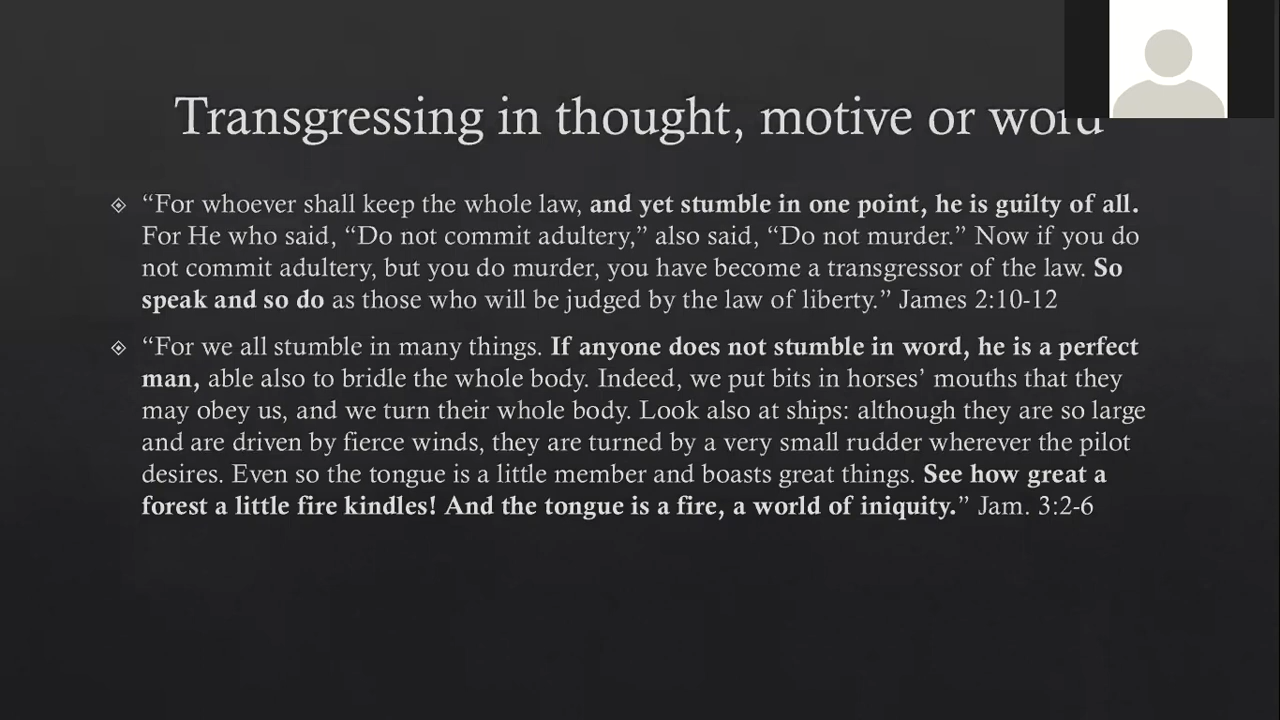 Transgressing in thought, motive or word
“For whoever shall keep the whole law, and yet stumble in one point, he is guilty of all.
For He who said, “Do not commit adultery,” also said, “Do not murder.” Now if you do
not commit adultery, but you do murder, you have become a transgressor of the law. So
speak and so do as those who will be judged by the law of liberty.” James 2:10-12
“For we all stumble in many things. If anyone does not stumble in word, he is a perfect
man, able also to bridle the whole body. Indeed, we put bits in horses’ mouths that they
may obey us, and we turn their whole body. Look also at ships: although they are so large
and are driven by fierce winds, they are turned by a very small rudder wherever the pilot
desires. Even so the tongue is a little member and boasts great things. See how great a
forest a little fire kindles! And the tongue is a fire, a world of iniquity.” Jam. 3:2-6